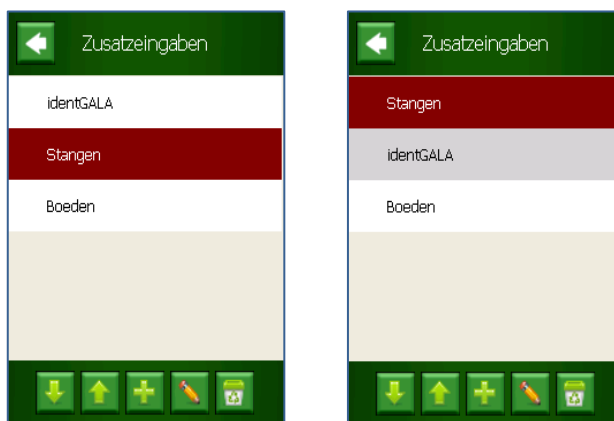 Zusatzeingaben
identGALA
Stangen
Boeden
Zusatzeingaben
Stangen
identGALA
Boeden